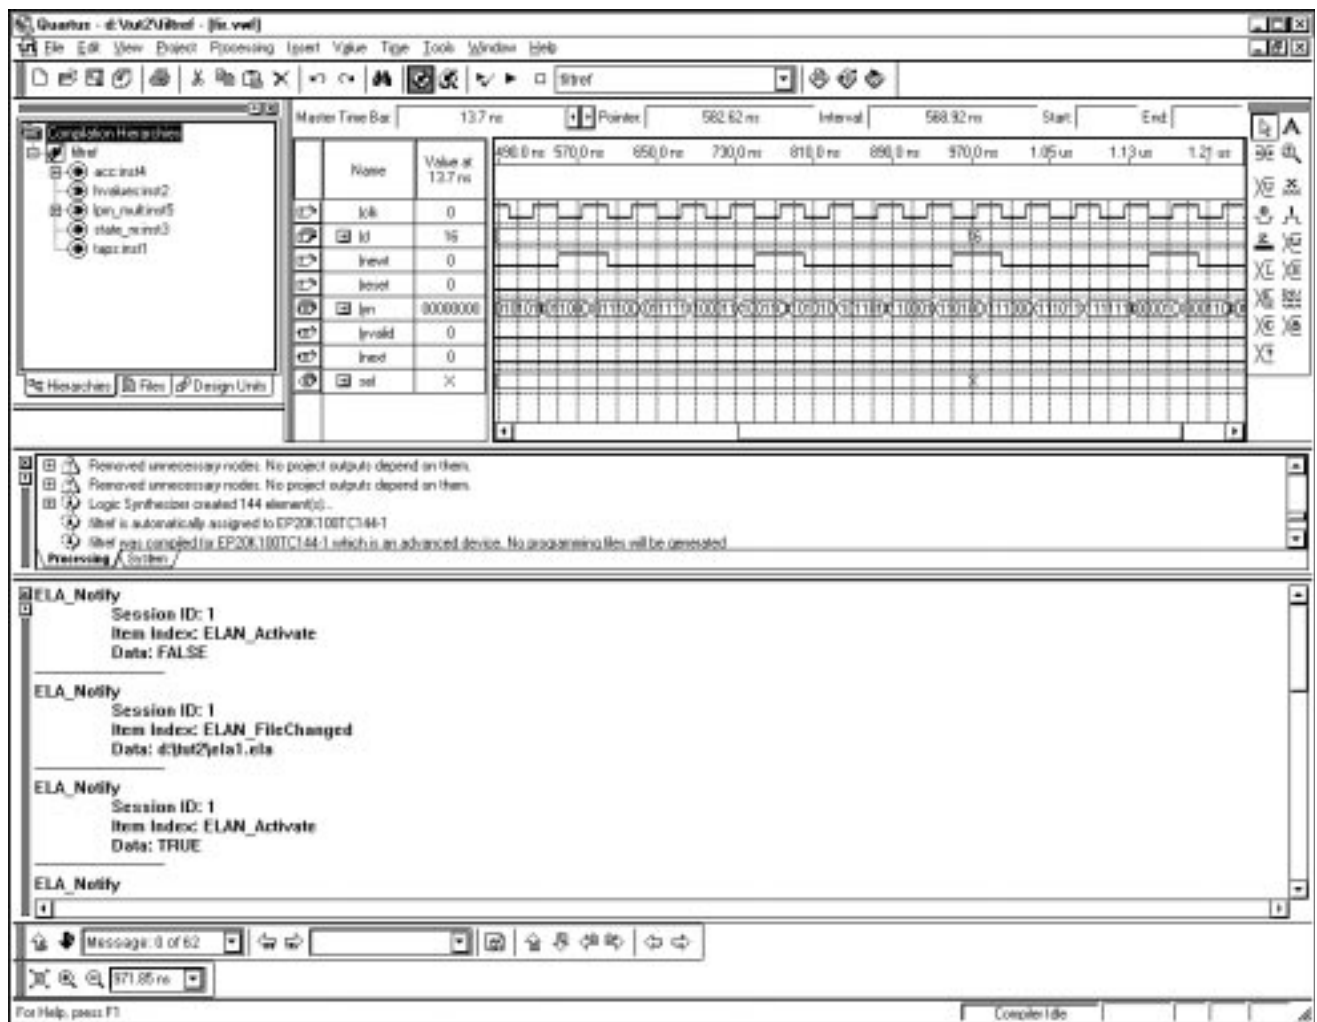 Quartus - d:\tut2\filtref - [fir.vwf]
File Edit View Project Processing Insert Value Time Tools Window Help
filtref
Master Time Bar: 13.7 ns Pointer: 582.62 ns Interval: 568.92 ns Start: End:
Compilation Hierarchies
filtref
acc:inst4
hvalues:inst2
lpm_mult:inst5
state_m:inst3
taps:inst1
Hierarchies Files Design Units
Name Value at 13.7 ns
490.0 ns 570.0 ns 650.0 ns 730.0 ns 810.0 ns 890.0 ns 970.0 ns 1.05 us 1.13 us 1.21 us
clk 0
16 16
newt 0
reset 0
00000000
yvalid 0
0
sel X X
Removed unnecessary nodes. No project outputs depend on them.
Removed unnecessary nodes. No project outputs depend on them.
Logic Synthesizer created 144 element(s)...
filtref is automatically assigned to EP20K100TC144-1
filtref was compiled for EP20K100TC144-1 which is an advanced device. No programming files will be generated
Processing System
ELA_Notify
Session ID: 1
Item Index: ELAN_Activate
Data: FALSE
ELA_Notify
Session ID: 1
Item Index: ELAN_FileChanged
Data: d:\tut2\ela1.ela
ELA_Notify
Session ID: 1
Item Index: ELAN_Activate
Data: TRUE
ELA_Notify
Message: 0 of 62
971.85 ns
For Help, press F1
Compiler Idle